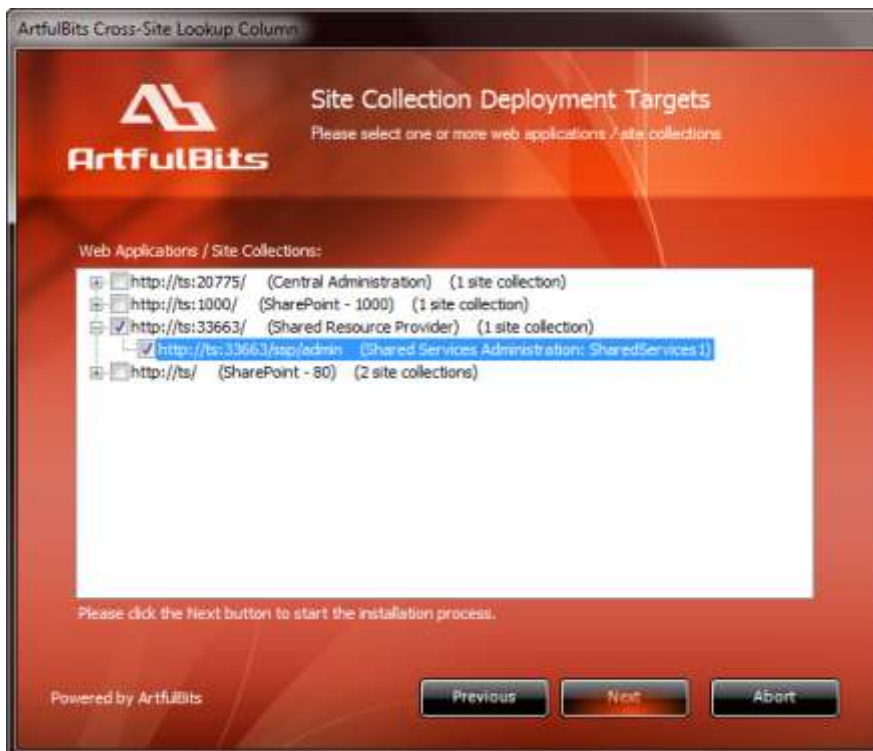 ArtfulBits Cross-Site Lookup Column
ArtfulBits
Site Collection Deployment Targets
Please select one or more web applications / site collections
Web Applications / Site Collections:
http://ts:20775/ (Central Administration) (1 site collection)
http://ts:1000/ (SharePoint - 1000) (1 site collection)
http://ts:33663/ (Shared Resource Provider) (1 site collection)
http://ts:33663/ssp/admin (Shared Services Administration: SharedServices1)
http://ts/ (SharePoint - 80) (2 site collections)
Please click the Next button to start the installation process.
Powered by ArtfulBits
Previous
Next
Abort